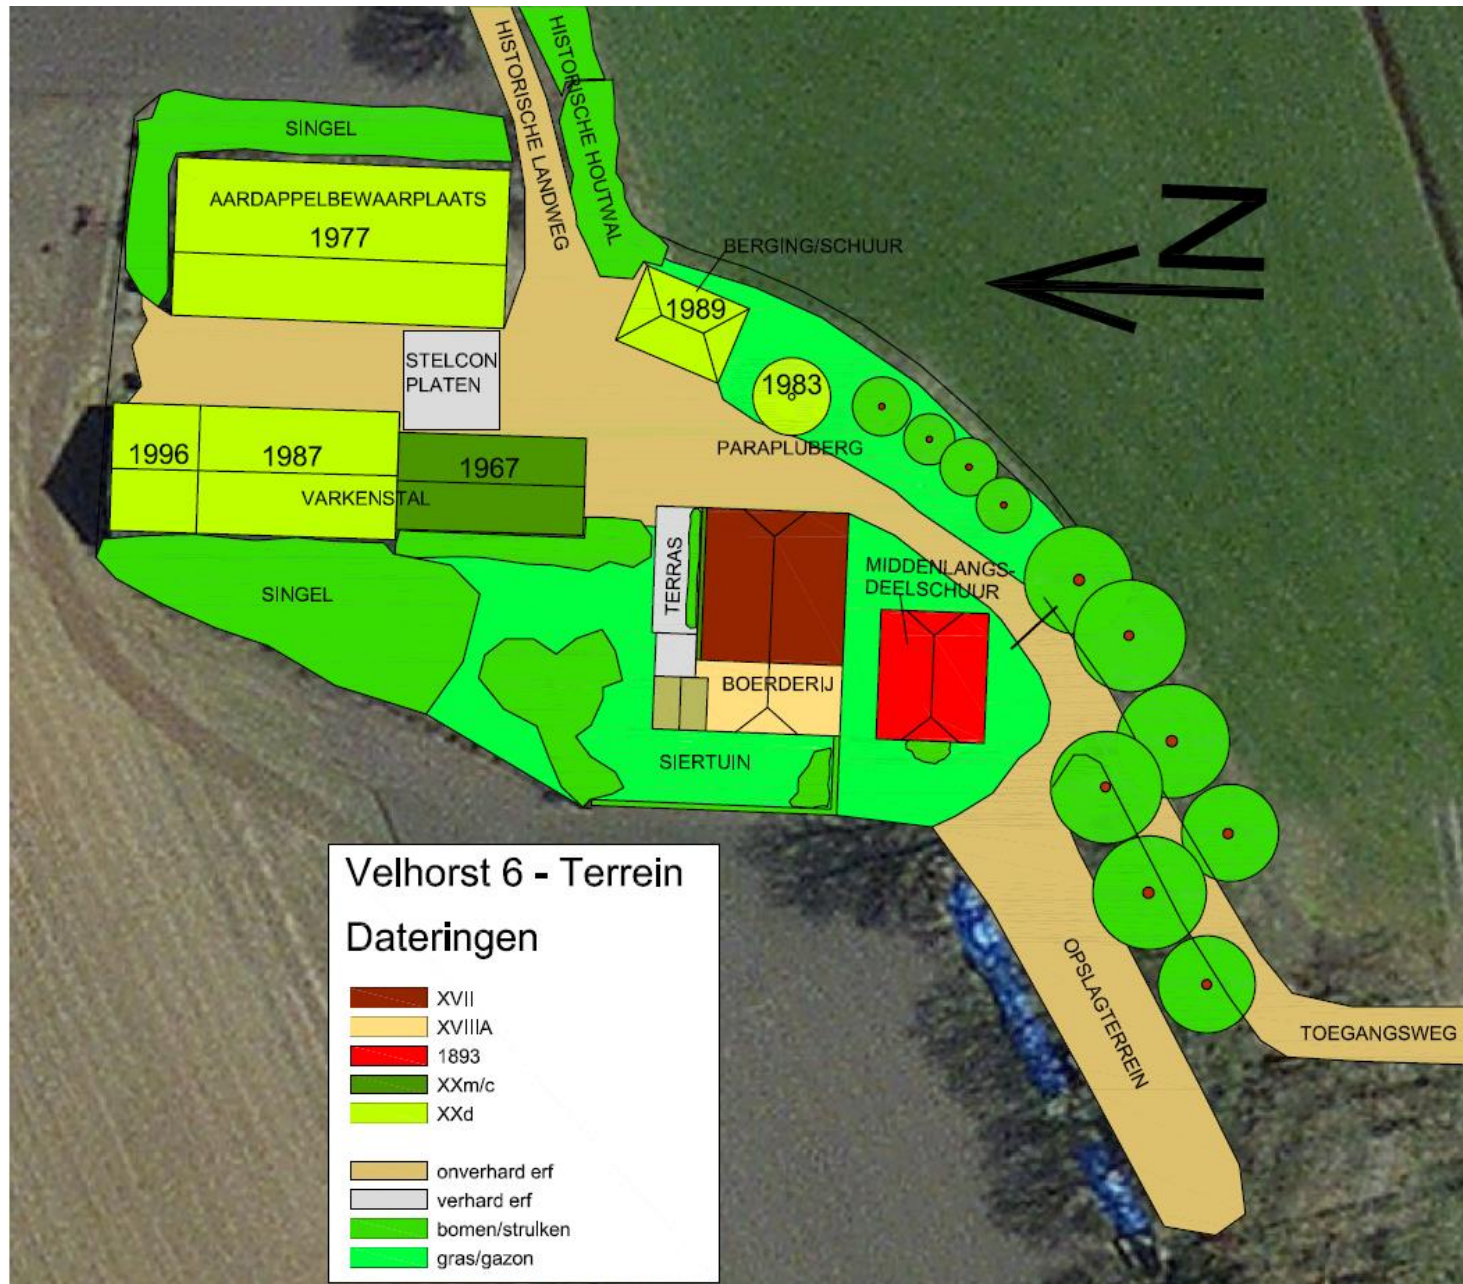 HISTORISCHE LANDWEG
HISTORISCHE HOUTWAL
SINGEL
AARDAPPELBEWAARPLAATS
1977
N
BERGING/SCHUUR
1989
STELCON
PLATEN
1983
PARAPLUBERG
1996
1987
1967
VARKENSTAL
TERRAS
MIDDENLANGS-
DEELSCHUUR
SINGEL
BOERDERIJ
SIERTUIN
OPSLAGTERREIN
TOEGANGSWEG
Velhorst 6 - Terrein
Dateringen
XVII
XVIIIA
1893
XXm/c
XXd
onverhard erf
verhard erf
bomen/struiken
gras/gazon